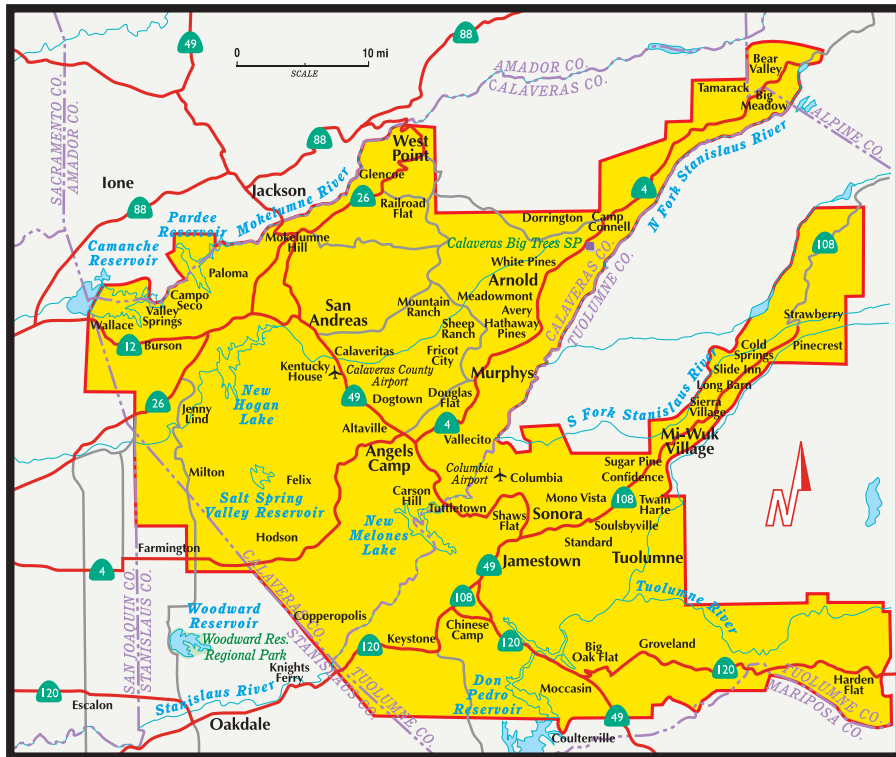 49
88
0
10 mi
SCALE
AMADOR CO.
CALAVERAS CO.
Bear
Valley
Tamarack
Big
Meadow
ALPINE CO.
SACRAMENTO CO.
AMADOR CO.
88
West
Point
Glencoe
N Fork Stanislaus River
4
Ione
Jackson
26
Railroad
Flat
88
Pardee
Reservoir
Mokelumne River
Dorrington
Camp
Connell
Mokelumne
Hill
Camanche
Reservoir
Calaveras Big Trees SP
108
White Pines
Paloma
Arnold
CALAVERAS CO.
TUOLUMNE CO.
Campo
Seco
Valley
Springs
Wallace
San
Andreas
Mountain
Ranch
Meadowmont
Avery
Hathaway
Pines
Sheep
Ranch
Strawberry
12
Burson
Calaveritas
Fricot
City
Cold
Springs
Pinecrest
Kentucky
House
Calaveras County
Airport
Slide Inn
Murphys
Long Barn
New
Hogan
Lake
49
Dogtown
Douglas
Flat
S Fork Stanislaus River
Sierra
Village
26
Jenny
Lind
4
Altaville
Vallecito
Mi-Wuk
Village
Angels
Camp
Milton
Felix
Columbia
Airport
Columbia
Sugar Pine
Confidence
Salt Spring
Valley Reservoir
Carson
Hill
Mono Vista
108
Twain
Harte
N
Tuttletown
Shaws
Flat
Sonora
Soulsbyville
New
Melones
Lake
Hodson
Standard
Farmington
Jamestown
Tuolumne
4
49
CALAVERAS CO.
STANISLAUS CO.
SAN JOAQUIN CO.
STANISLAUS CO.
Tuolumne River
108
Woodward
Reservoir
Copperopolis
Chinese
Camp
Woodward Res.
Regional Park
120
Keystone
120
Big
Oak Flat
Groveland
Knights
Ferry
TUOLUMNE CO.
120
TUOLUMNE CO.
MARIPOSA CO.
Harden
Flat
Don
Pedro
Reservoir
Moccasin
120
Escalon
Stanislaus River
Oakdale
49
Coulterville